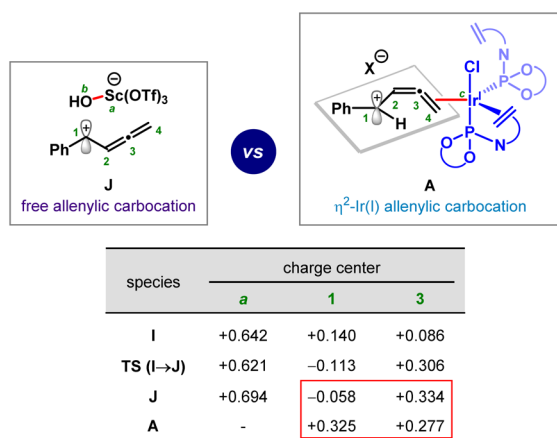 X⊖
Cl
N
O
P
O
c
IrI
P
N
O
O
Ph
+
1
H
2
3
4
A
η2-Ir(I) allenylic carbocation
⊖
b
HO Sc(OTf)3
a
Ph
+
1
2
3
4
J
free allenylic carbocation
vs
species charge center
a 1 3
I +0.642 +0.140 +0.086
TS (I→J) +0.621 −0.113 +0.306
J +0.694 −0.058 +0.334
A - +0.325 +0.277